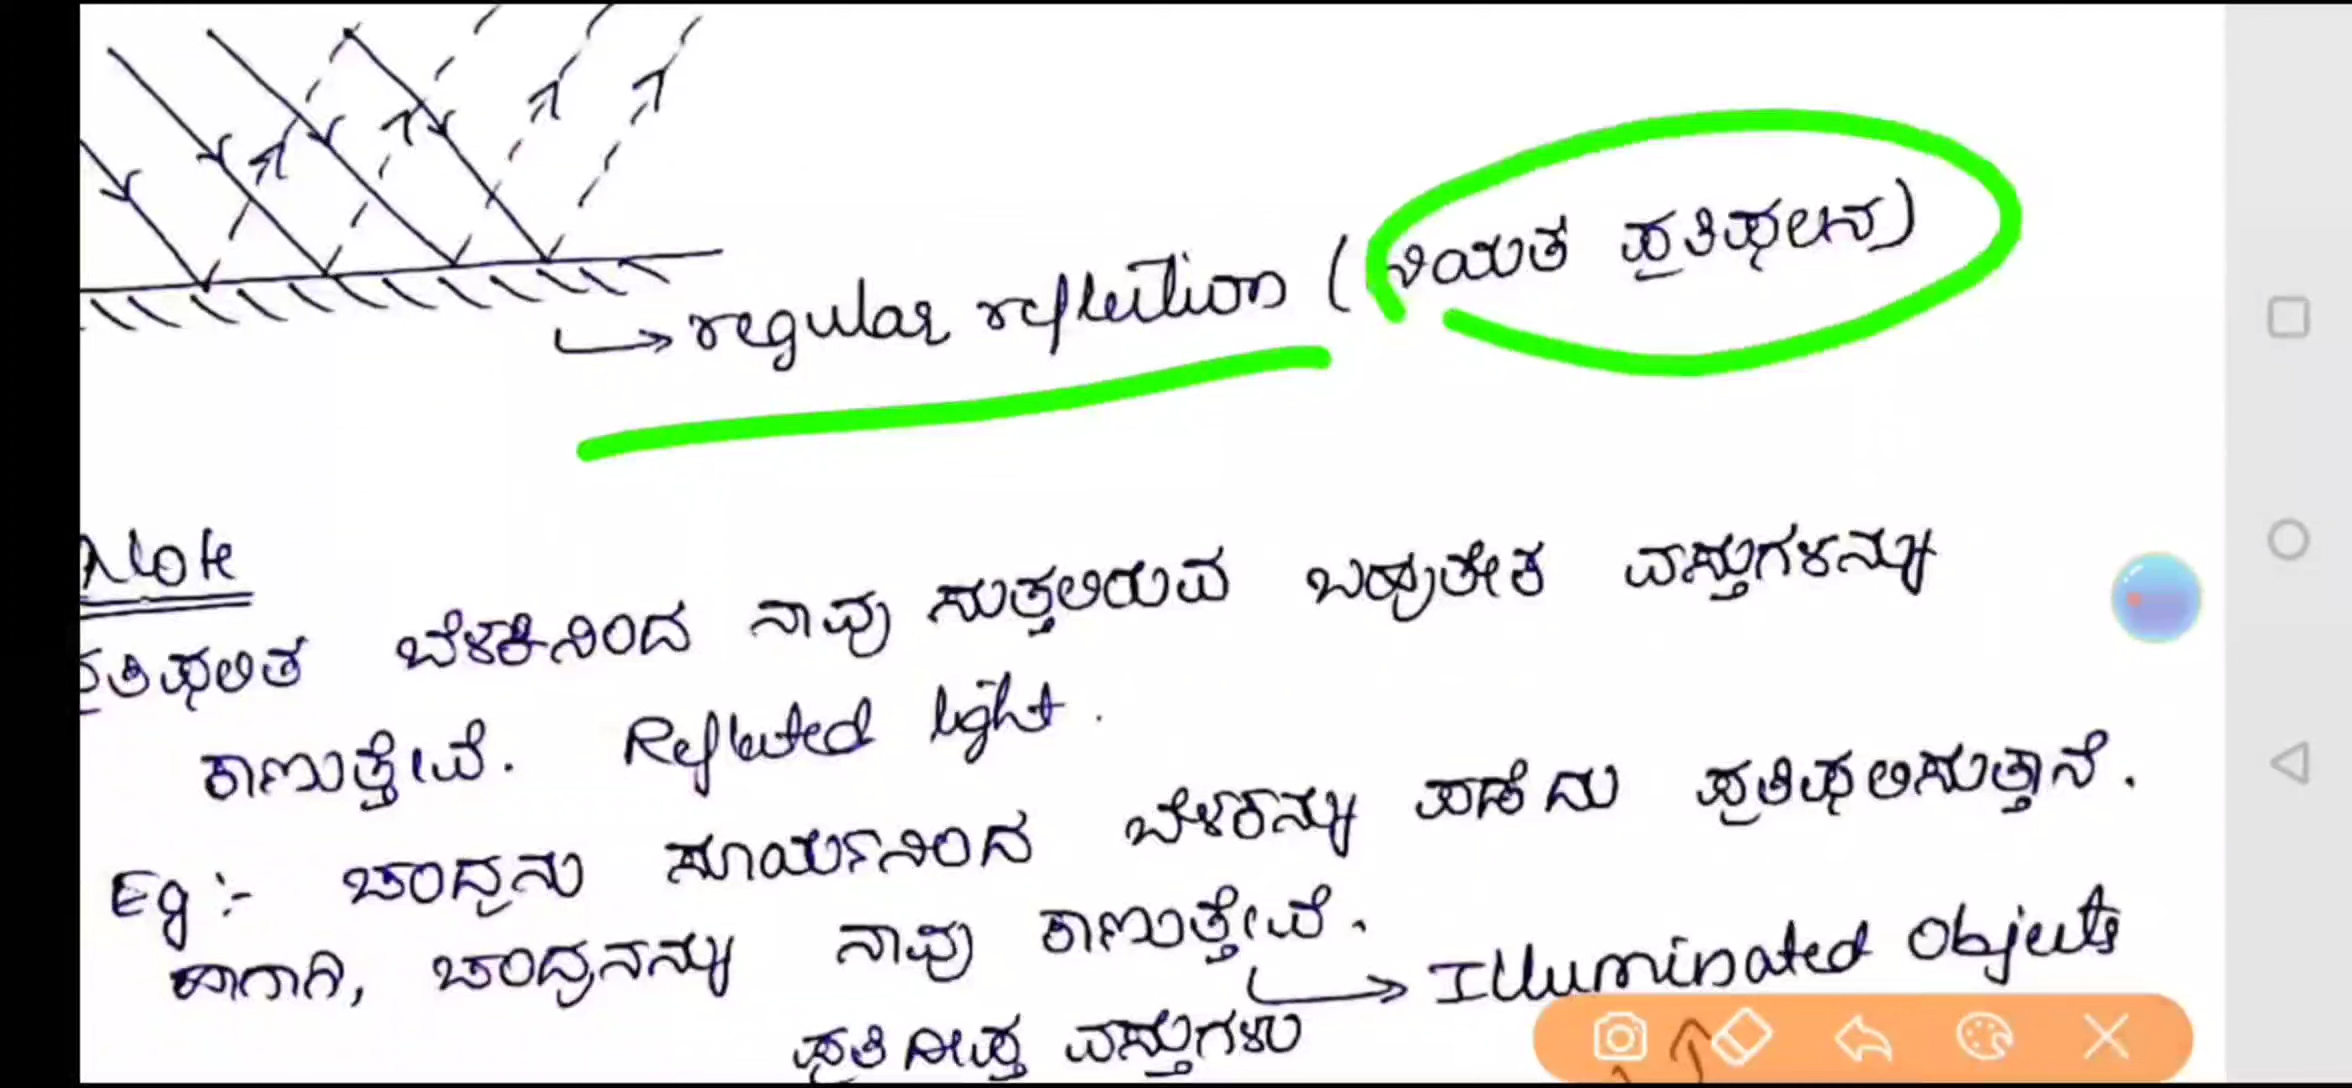 regular reflection (ನಿಯತ ಪ್ರತಿಫಲನ)
Note
ಪ್ರತಿಫಲಿತ ಬೆಳಕಿನಿಂದ ನಾವು ಸುತ್ತಲಿರುವ ಬಹುತೇಕ ವಸ್ತುಗಳನ್ನು
ಕಾಣುತ್ತೇವೆ. Reflected light.
Eg :- ಚಂದ್ರನು ಸೂರ್ಯನಿಂದ ಬೆಳಕನ್ನು ಪಡೆದು ಪ್ರತಿಫಲಿಸುತ್ತಾನೆ.
ಹಾಗಾಗಿ, ಚಂದ್ರನನ್ನು ನಾವು ಕಾಣುತ್ತೇವೆ.
Illuminated Objects
ಪ್ರತಿ ದೀಪ್ತ ವಸ್ತುಗಳು